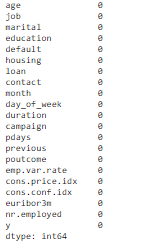 age 0
job 0
marital 0
education 0
default 0
housing 0
loan 0
contact 0
month 0
day_of_week 0
duration 0
campaign 0
pdays 0
previous 0
poutcome 0
emp.var.rate 0
cons.price.idx 0
cons.conf.idx 0
euribor3m 0
nr.employed 0
y 0
dtype: int64